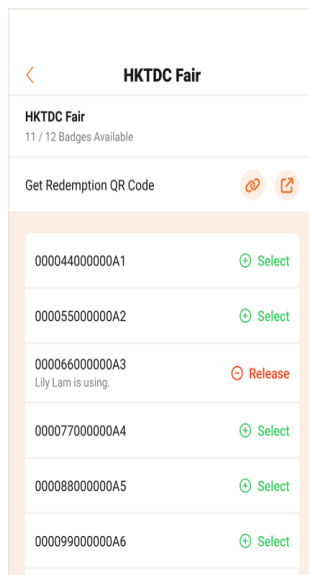 HKTDC Fair
HKTDC Fair
11 / 12 Badges Available
Get Redemption QR Code
000044000000A1 Select
000055000000A2 Select
000066000000A3
Lily Lam is using.
Release
000077000000A4 Select
000088000000A5 Select
000099000000A6 Select